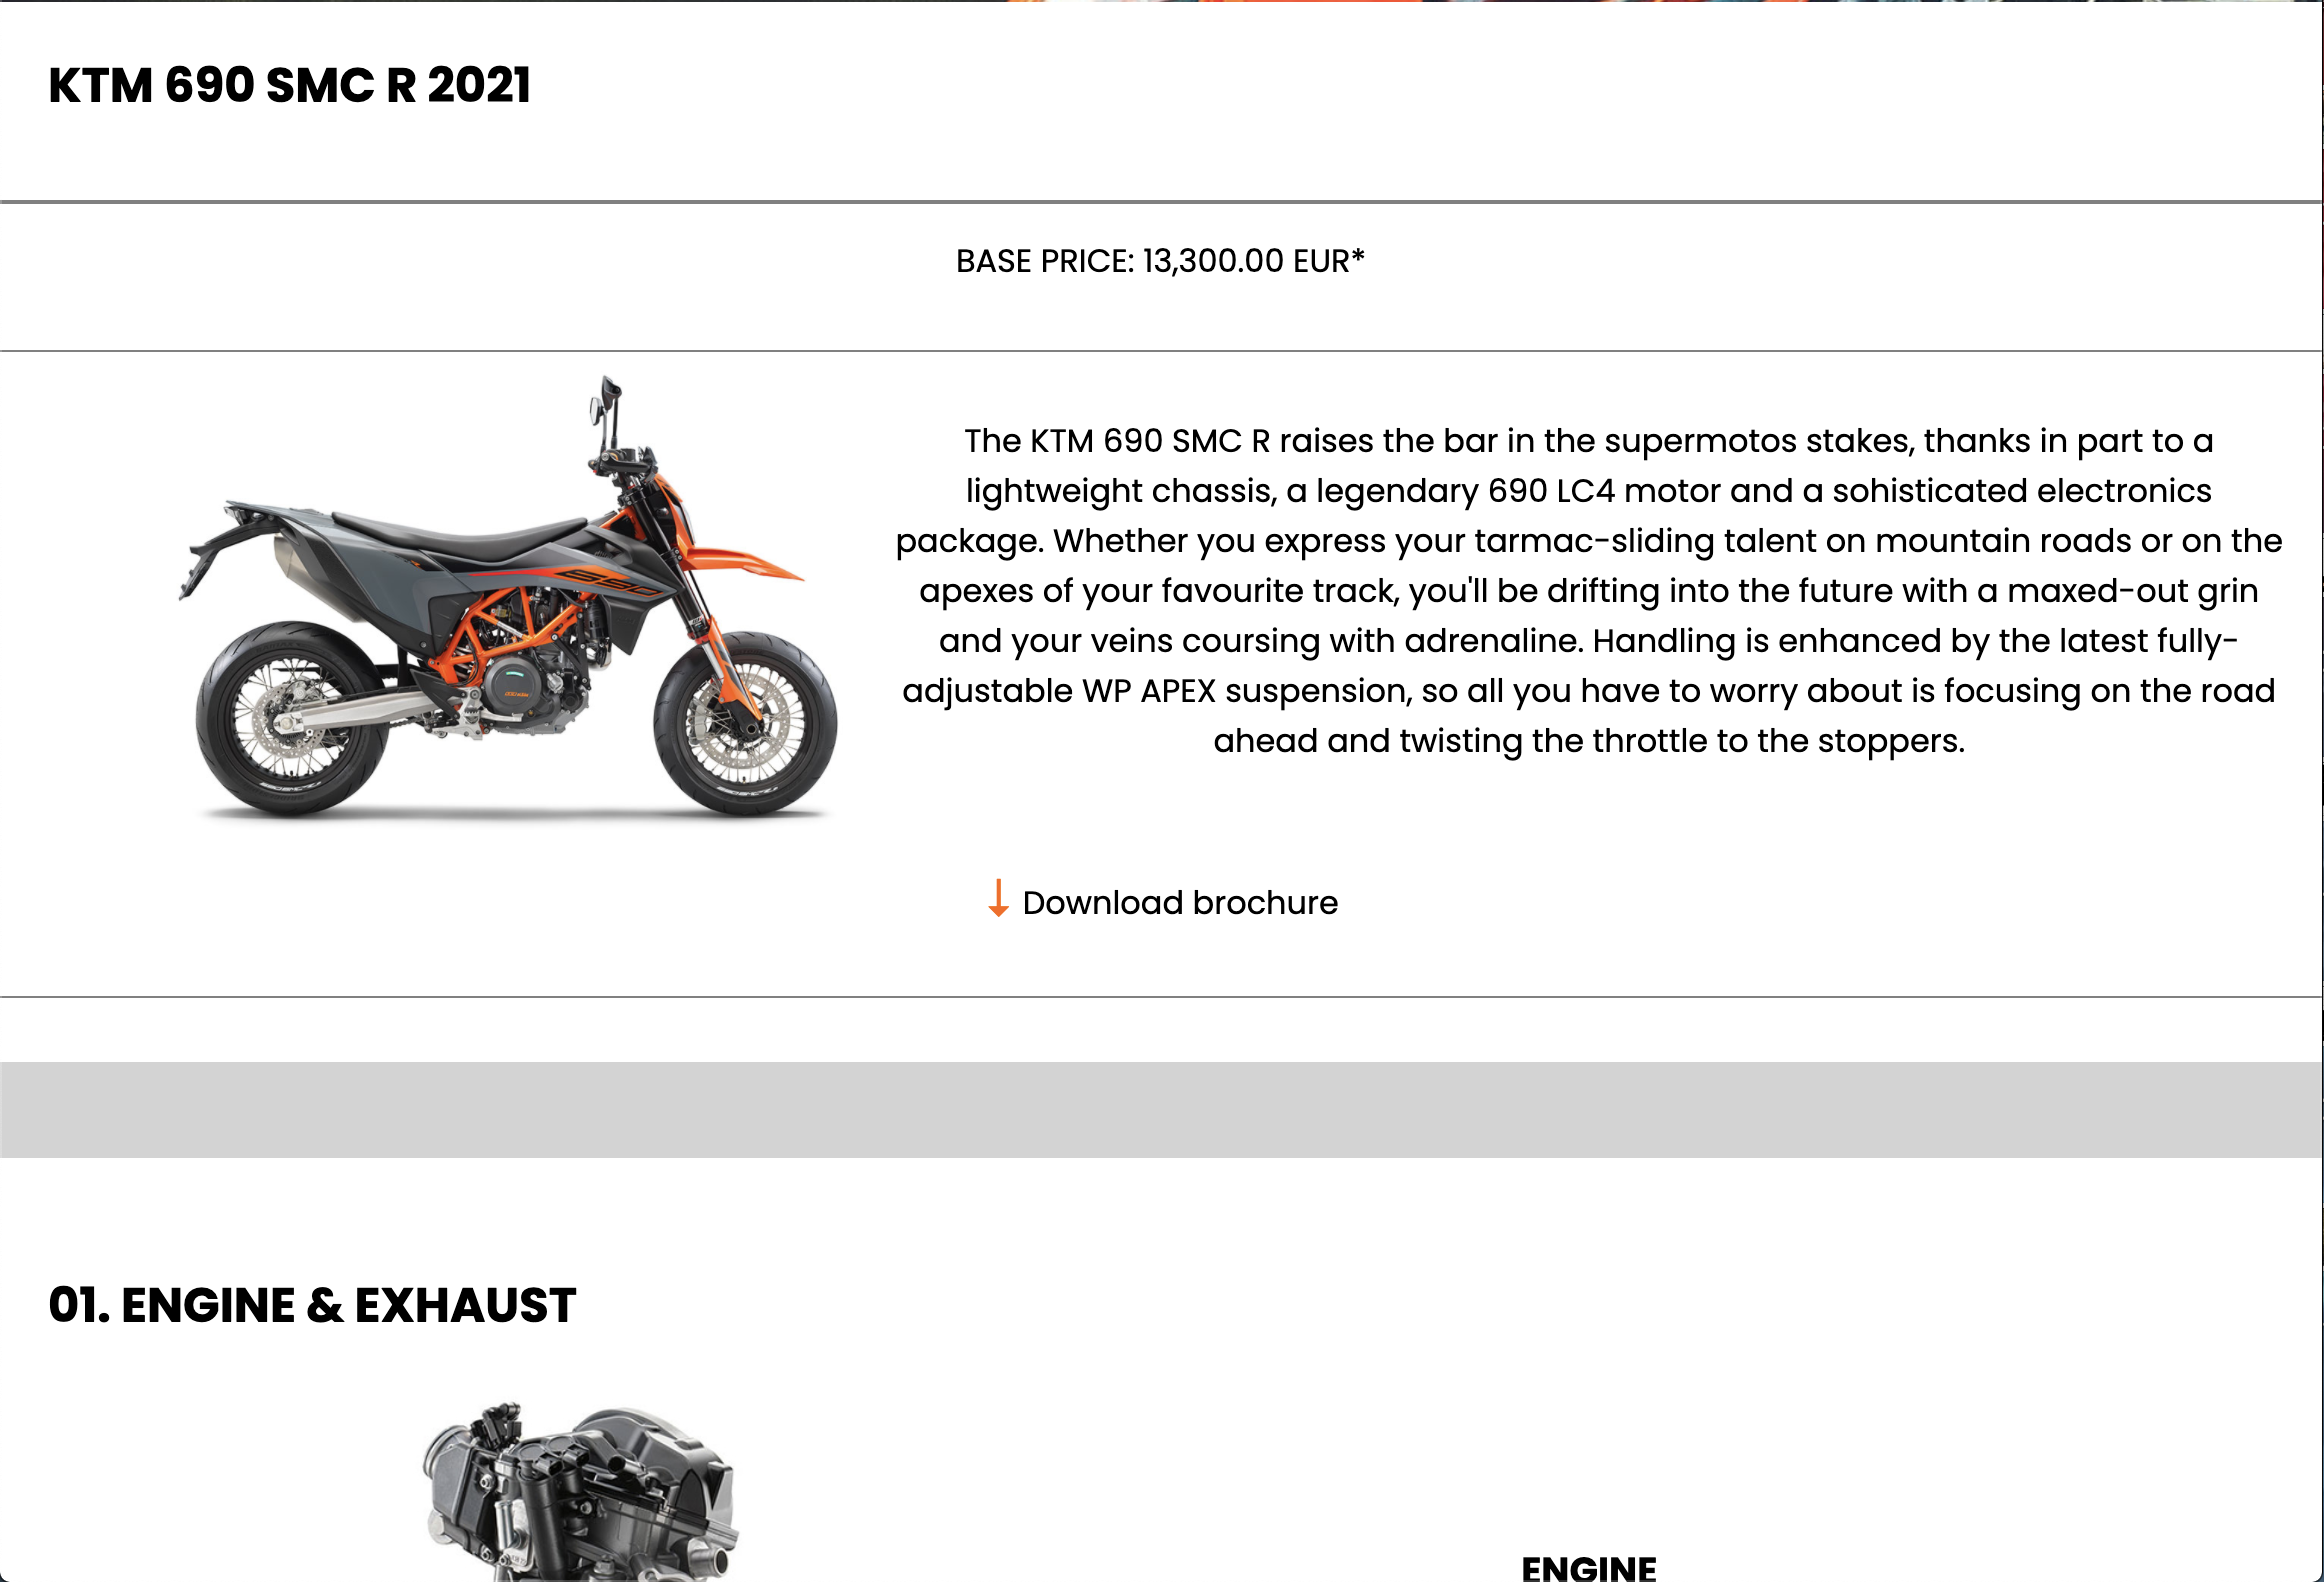 KTM 690 SMC R 2021
BASE PRICE: 13,300.00 EUR*
The KTM 690 SMC R raises the bar in the supermotos stakes, thanks in part to a
lightweight chassis, a legendary 690 LC4 motor and a sohisticated electronics
package. Whether you express your tarmac-sliding talent on mountain roads or on the
apexes of your favourite track, you'll be drifting into the future with a maxed-out grin
and your veins coursing with adrenaline. Handling is enhanced by the latest fully-
adjustable WP APEX suspension, so all you have to worry about is focusing on the road
ahead and twisting the throttle to the stoppers.
690
↓ Download brochure
01. ENGINE & EXHAUST
ENGINE